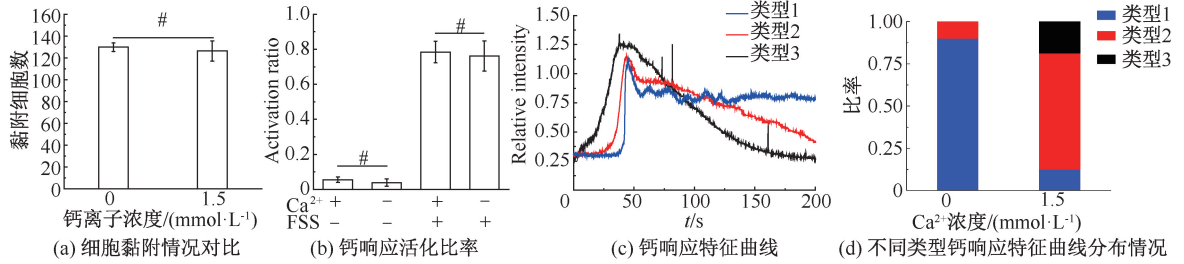 #
黏附细胞数
160
140
120
100
80
60
40
20
0
0 1.5
钙离子浓度/(mmol·L⁻¹)
(a) 细胞黏附情况对比
Activation ratio
1.0
0.8
0.6
0.4
0.2
0
#
#
Ca²⁺ + − + −
FSS − − + +
(b) 钙响应活化比率
Relative intensity
1.50
1.25
1.00
0.75
0.50
0.25
类型1
类型2
类型3
0 50 100 150 200
t/s
(c) 钙响应特征曲线
比率
1.00
0.50
0.00
类型1
类型2
类型3
0 1.5
Ca²⁺浓度/(mmol·L⁻¹)
(d) 不同类型钙响应特征曲线分布情况